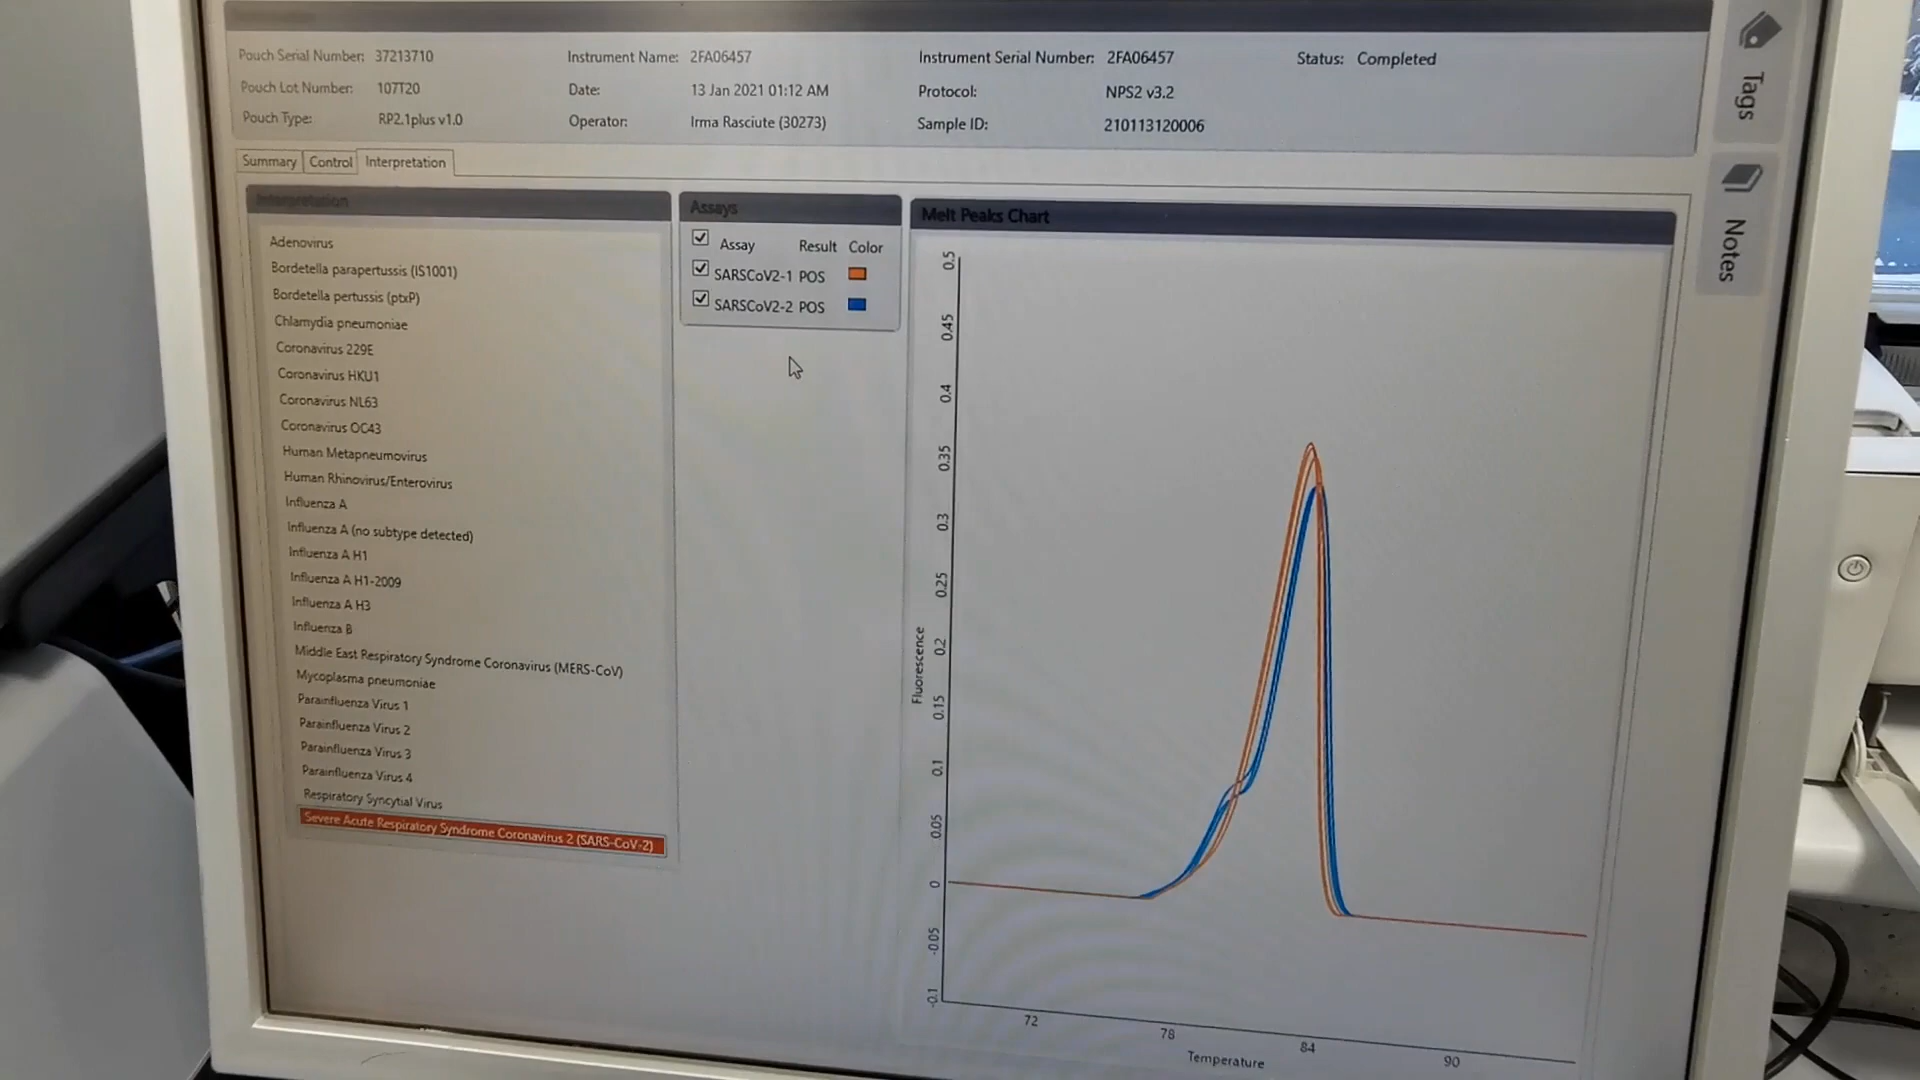 Pouch Serial Number: 37213710 Instrument Name: 2FA06457 Instrument Serial Number: 2FA06457 Status: Completed
Pouch Lot Number: 107T20 Date: 13 Jan 2021 01:12 AM Protocol: NPS2 v3.2
Pouch Type: RP2.1plus v1.0 Operator: Irma Rasciute (30273) Sample ID: 210113120006
Tags
Notes
Summary Control Interpretation
Interpretation
Adenovirus
Bordetella parapertussis (IS1001)
Bordetella pertussis (ptxP)
Chlamydia pneumoniae
Coronavirus 229E
Coronavirus HKU1
Coronavirus NL63
Coronavirus OC43
Human Metapneumovirus
Human Rhinovirus/Enterovirus
Influenza A
Influenza A (no subtype detected)
Influenza A H1
Influenza A H1-2009
Influenza A H3
Influenza B
Middle East Respiratory Syndrome Coronavirus (MERS-CoV)
Mycoplasma pneumoniae
Parainfluenza Virus 1
Parainfluenza Virus 2
Parainfluenza Virus 3
Parainfluenza Virus 4
Respiratory Syncytial Virus
Severe Acute Respiratory Syndrome Coronavirus 2 (SARS-CoV-2)
Assays
Assay Result Color
SARSCoV2-1 POS
SARSCoV2-2 POS
Melt Peaks Chart
0.5
0.45
0.4
0.35
0.3
0.25
0.2
0.15
0.1
0.05
0
-0.05
-0.1
Fluorescence
72 78 84 90
Temperature